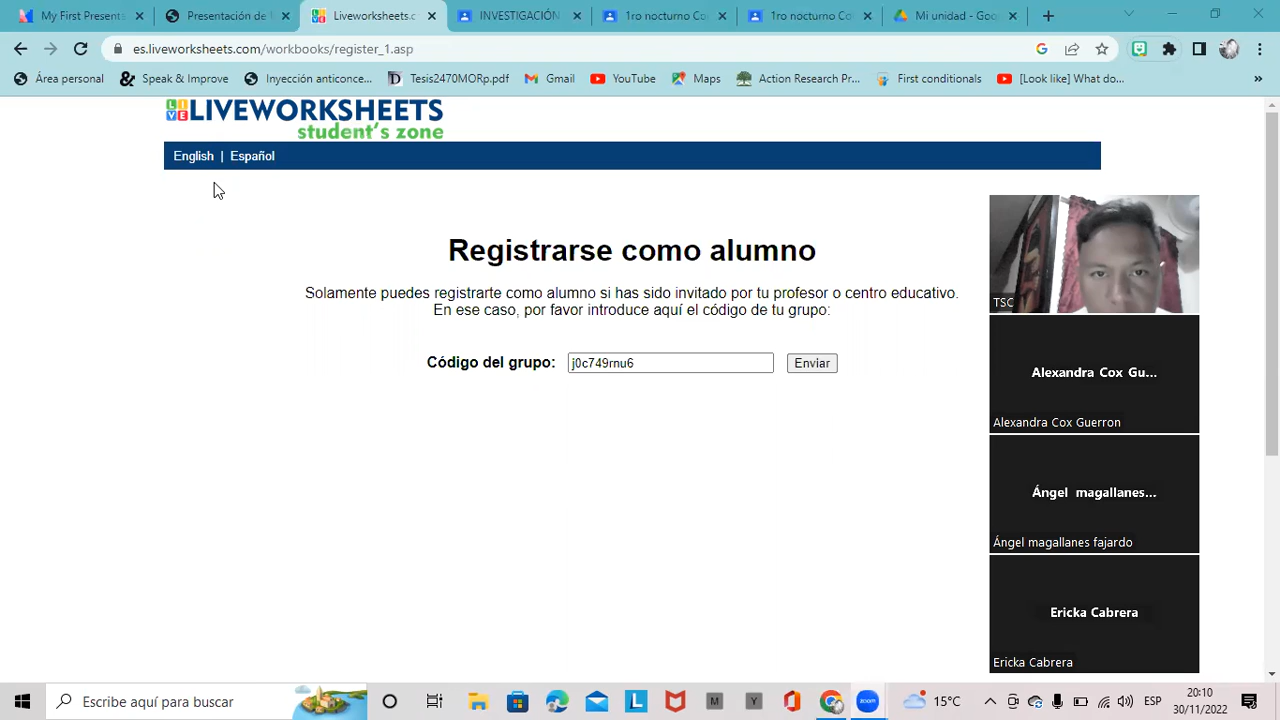 My First Present
Presentación de
Liveworksheets.c
INVESTIGACIÓN
1ro nocturno Co
1ro nocturno Co
Mi unidad - Goo
es.liveworksheets.com/workbooks/register_1.asp
Área personal
Speak & Improve
Inyección anticonce...
Tesis2470MORp.pdf
Gmail
YouTube
Maps
Action Research Pr...
First conditionals
[Look like] What do...
»
LIVEWORKSHEETS
student's zone
English | Español
Registrarse como alumno
Solamente puedes registrarte como alumno si has sido invitado por tu profesor o centro educativo.
En ese caso, por favor introduce aquí el código de tu grupo:
Código del grupo: j0c749rnu6 Enviar
TSC
Alexandra Cox Gu...
Alexandra Cox Guerron
Ángel magallanes...
Ángel magallanes fajardo
Ericka Cabrera
Ericka Cabrera
Escribe aquí para buscar
L
M
Y
zoom
15°C
ESP
20:10
30/11/2022